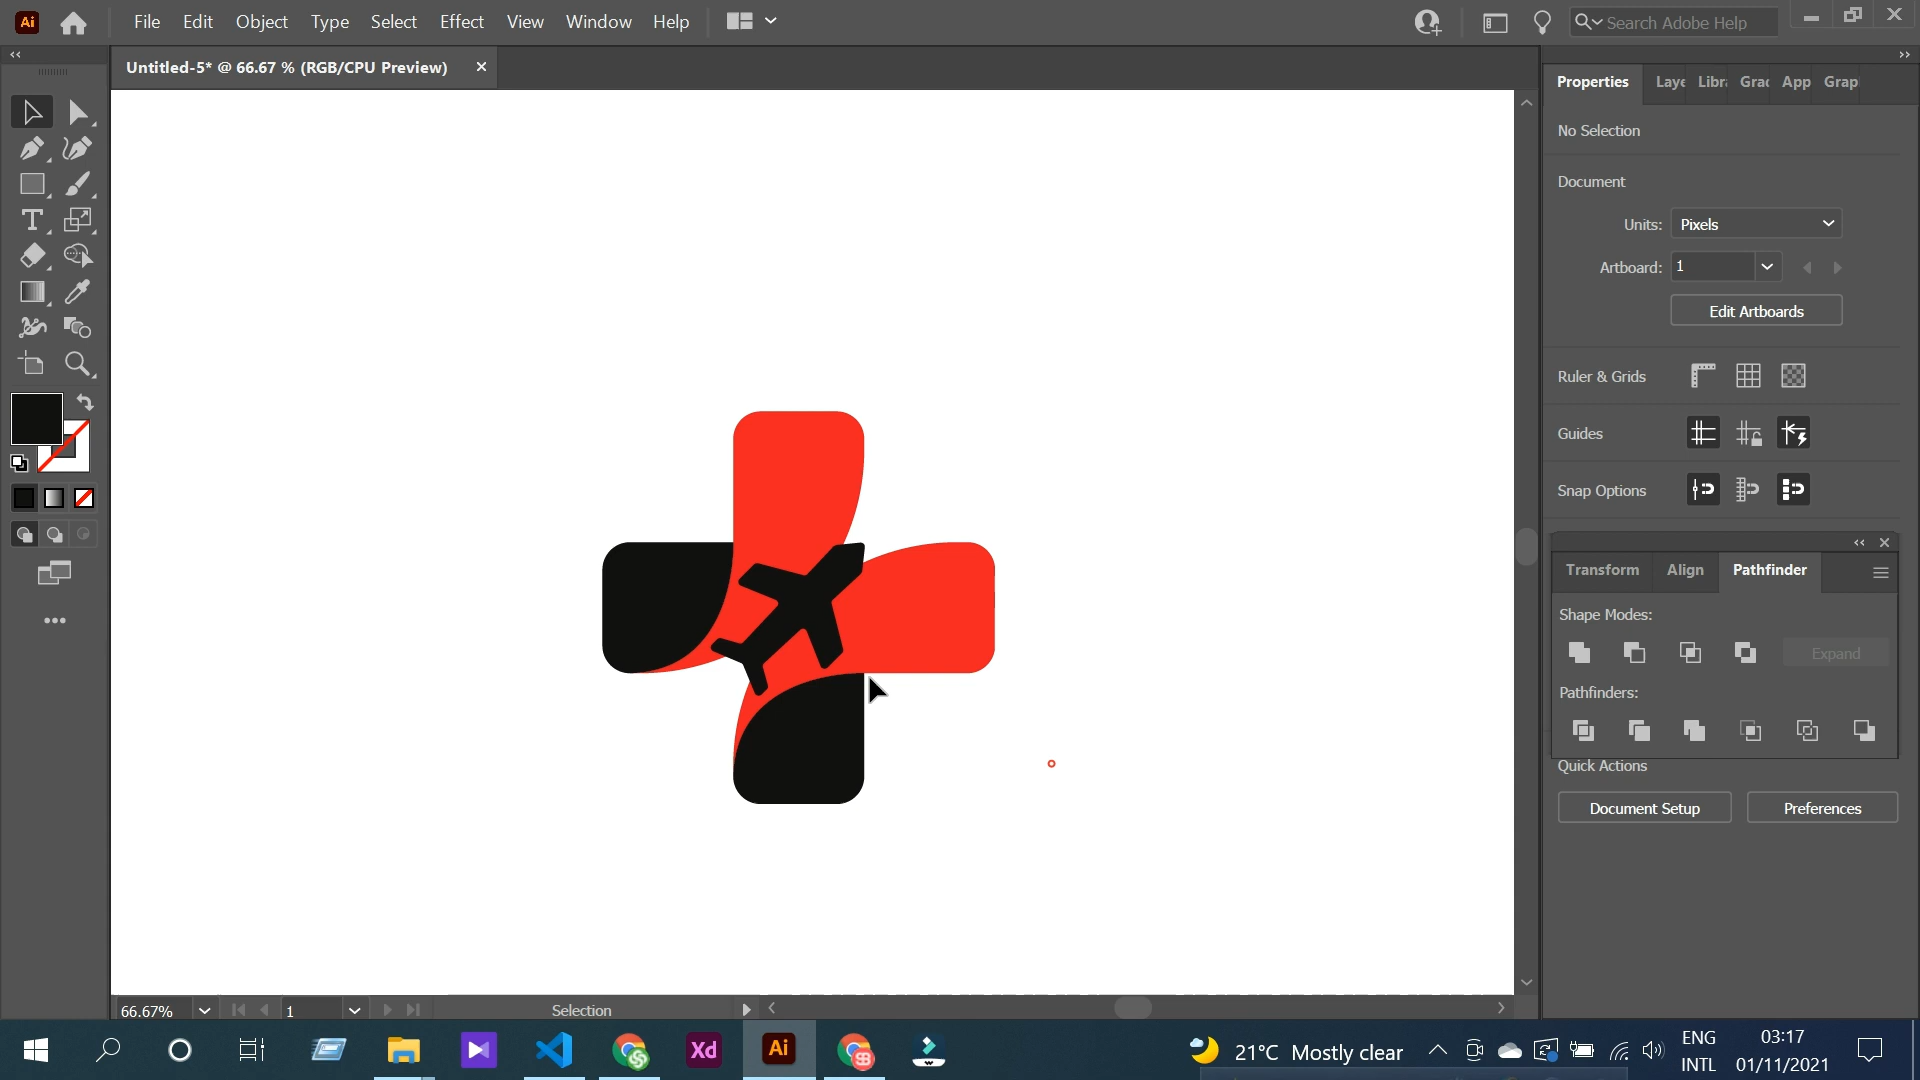 Ai File Edit Object Type Select Effect View Window Help Search Adobe Help
Untitled-5* @ 66.67 % (RGB/CPU Preview)
Properties Laye Libr Grad App Grap
No Selection
Document
Units: Pixels
Artboard: 1
Edit Artboards
Ruler & Grids
Guides
Snap Options
Transform Align Pathfinder
Shape Modes:
Expand
Pathfinders:
Quick Actions
Document Setup Preferences
66.67% 1 Selection
Xd Ai 21°C Mostly clear
ENG
INTL
03:17
01/11/2021